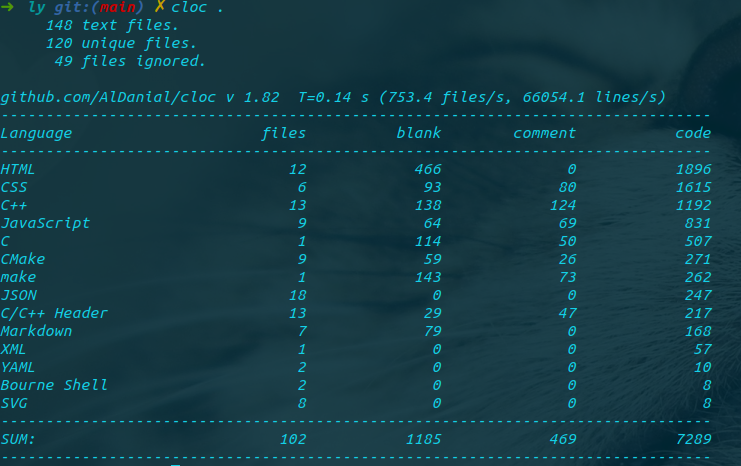 ➜  ly git:(main) ✗ cloc .
     148 text files.
     120 unique files.
      49 files ignored.
github.com/AlDanial/cloc v 1.82  T=0.14 s (753.4 files/s, 66054.1 lines/s)
-------------------------------------------------------------------------------
Language                     files          blank        comment           code
-------------------------------------------------------------------------------
HTML                            12            466              0           1896
CSS                              6             93             80           1615
C++                             13            138            124           1192
JavaScript                       9             64             69            831
C                                1            114             50            507
CMake                            9             59             26            271
make                             1            143             73            262
JSON                            18              0              0            247
C/C++ Header                    13             29             47            217
Markdown                         7             79              0            168
XML                              1              0              0             57
YAML                             2              0              0             10
Bourne Shell                     2              0              0              8
SVG                              8              0              0              8
-------------------------------------------------------------------------------
SUM:                           102           1185            469           7289
-------------------------------------------------------------------------------